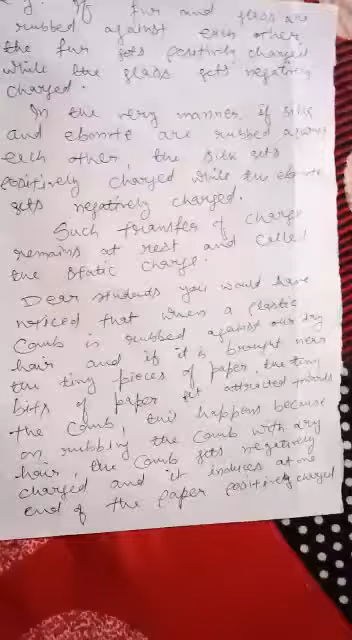 If fur and glass are
rubbed against each other
the fur gets positively charged
while the glass gets negatively
charged.
In the very manner if silk
and ebonite are rubbed against
each other, the silk gets
positively charged while the ebonite
gets negatively charged.
Such transfer of charge
remains at rest and called
the static charge.
Dear students you would have
noticed that when a plastic
comb is rubbed against our dry
hair and if it is brought near
the tiny pieces of paper, the tiny
bits of paper get attracted towards
the comb, this happens because
on rubbing the comb with dry
hair, the comb gets negatively
charged and it induces at one
end of the paper positively charged